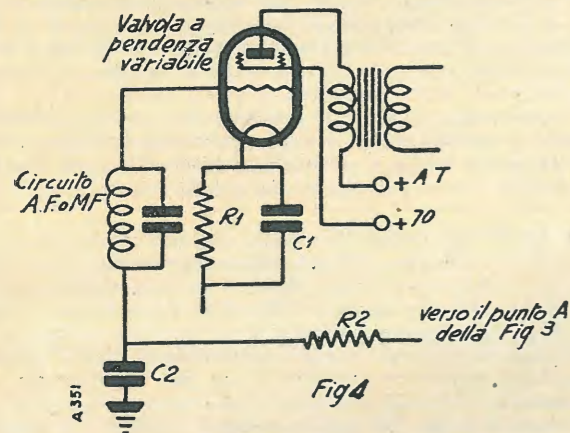 Valvola a
pendenza
variabile
+ AT
+70
Circuito
A.F. o MF
R1
C1
verso il punto A
della Fig 3
R2
C2
A 351
Fig 4